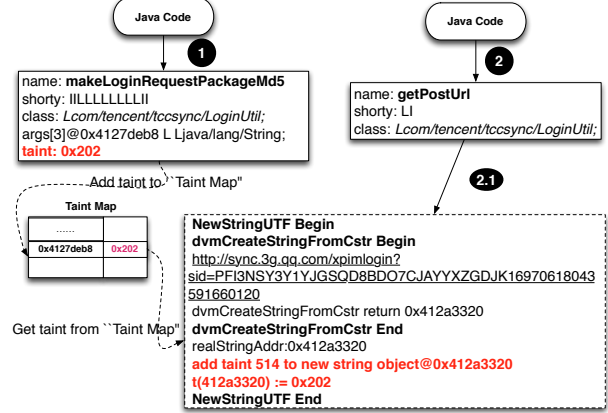 Java Code
1
name: makeLoginRequestPackageMd5
shorty: IILLLLLLLLII
class: Lcom/tencent/tccsync/LoginUtil;
args[3]@0x4127deb8 L Ljava/lang/String;
taint: 0x202
Add taint to ``Taint Map"
Taint Map
......
0x4127deb8 0x202
Get taint from ``Taint Map"
Java Code
2
name: getPostUrl
shorty: LI
class: Lcom/tencent/tccsync/LoginUtil;
2.1
NewStringUTF Begin
dvmCreateStringFromCstr Begin
http://sync.3g.qq.com/xpimlogin?
sid=PFI3NSY3Y1YJGSQD8BDO7CJAYYXZGDJK16970618043
591660120
dvmCreateStringFromCstr return 0x412a3320
dvmCreateStringFromCstr End
realStringAddr:0x412a3320
add taint 514 to new string object@0x412a3320
t(412a3320) := 0x202
NewStringUTF End